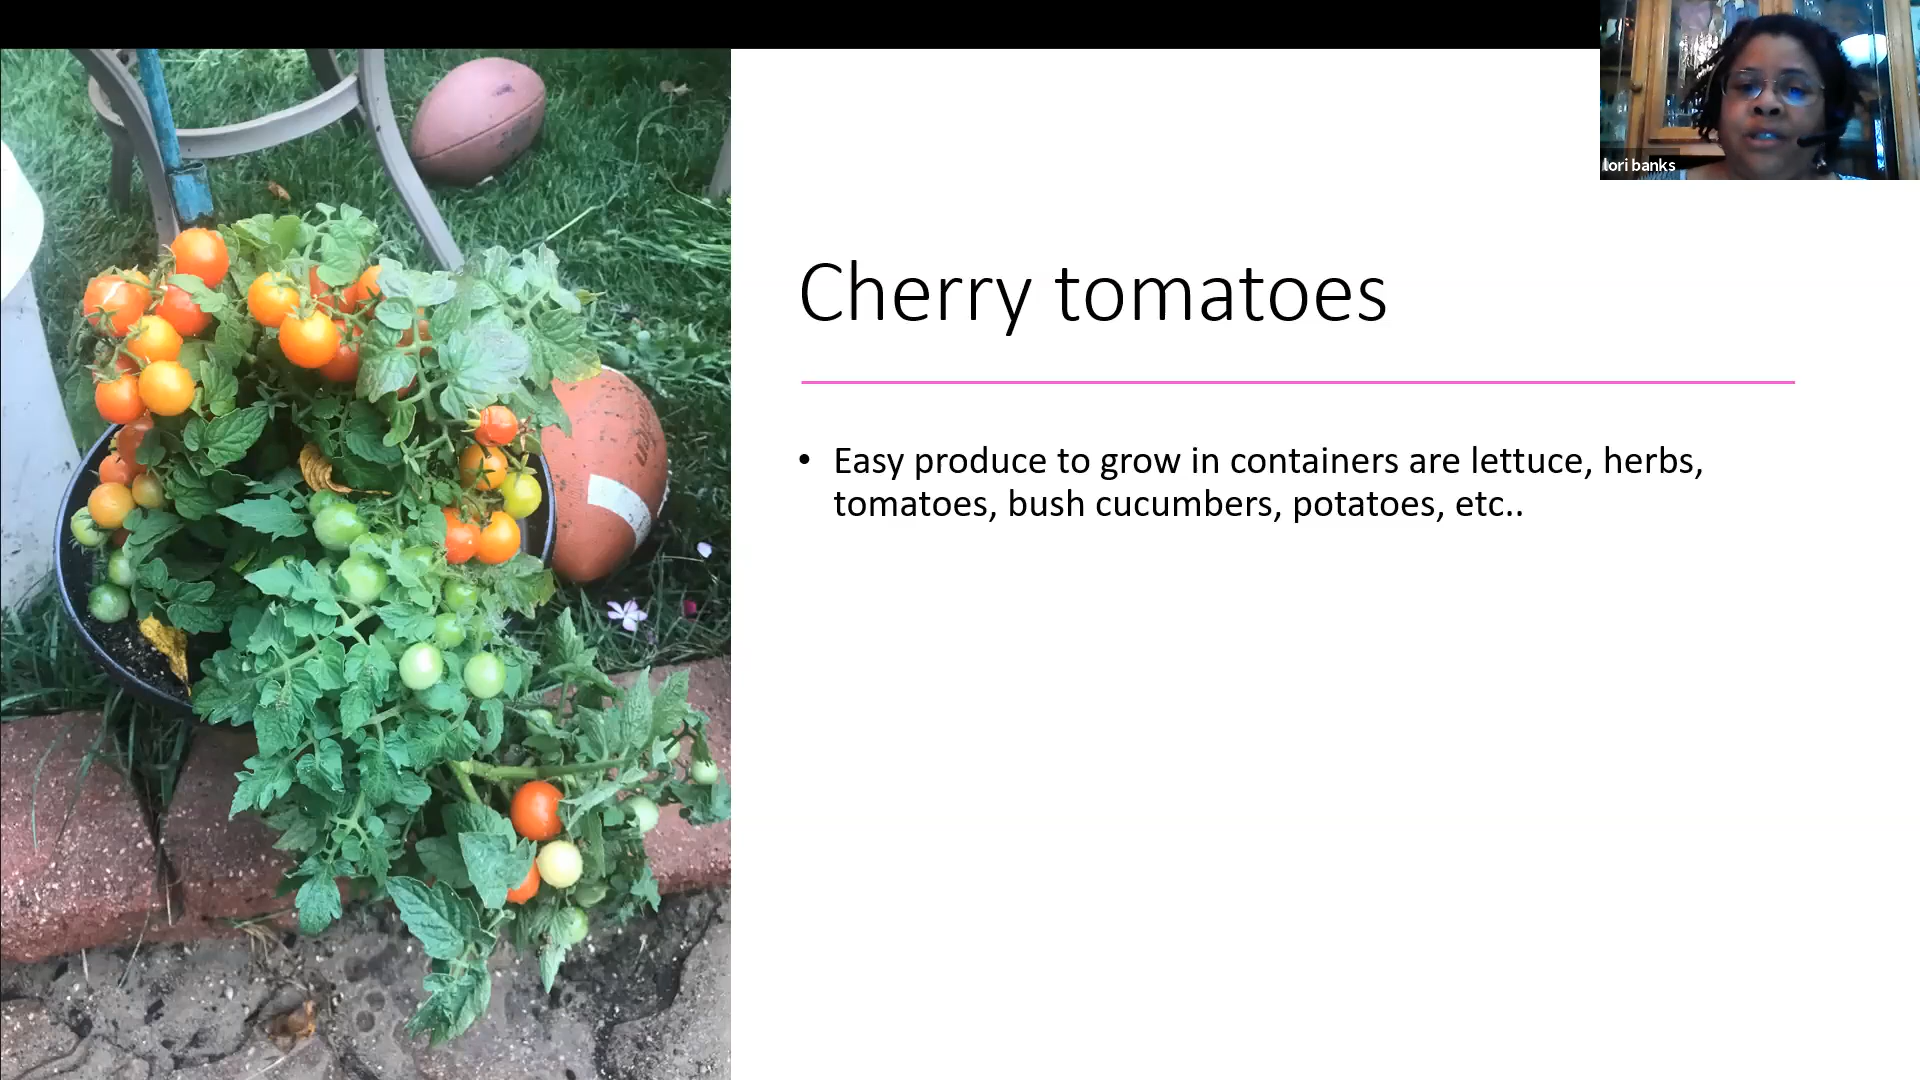 lori banks
Cherry tomatoes
• Easy produce to grow in containers are lettuce, herbs,
tomatoes, bush cucumbers, potatoes, etc..